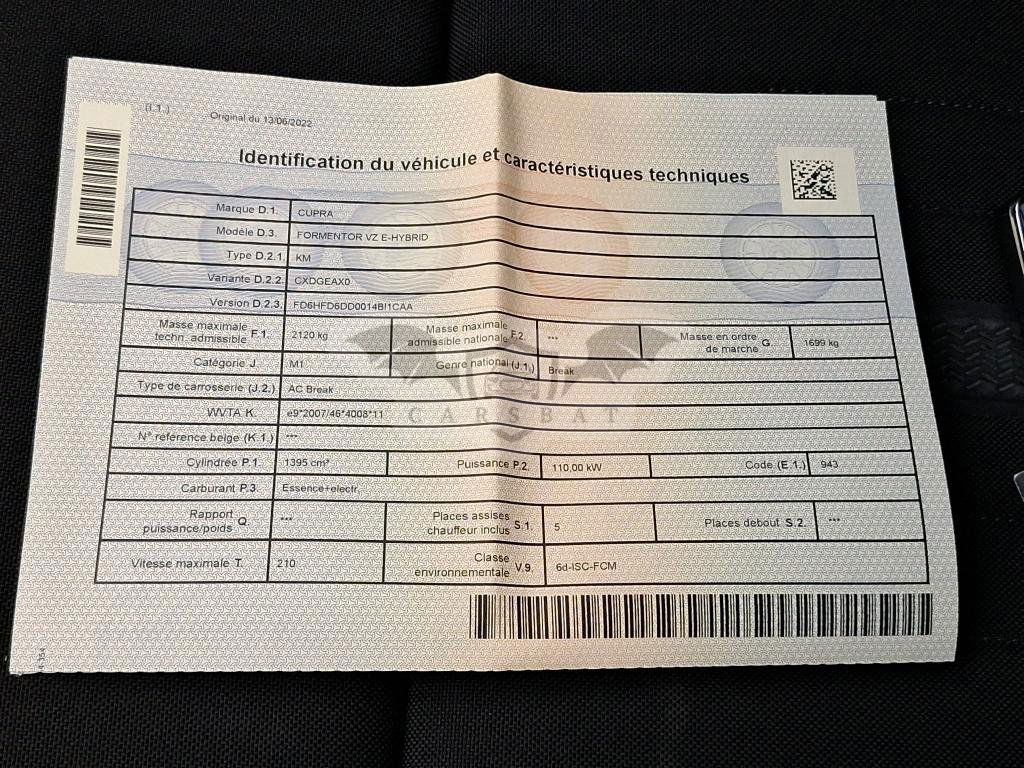 (I.1.)
Original du 13/06/2022
Identification du véhicule et caractéristiques techniques
Marque D.1. CUPRA
Modèle D.3. FORMENTOR VZ E-HYBRID
Type D.2.1. KM
Variante D.2.2. CXDGEAX0
Version D.2.3. FD6HFD6DD0014BI1CAA
Masse maximale techn. admissible F.1. 2120 kg Masse maximale admissible nationale F.2. --- Masse en ordre de marche G. 1699 kg
Catégorie J. M1 Genre national (J.1.) Break
Type de carrosserie (J.2.) AC Break
WVTA K. e9*2007/46*4008*11
CARSBAT
N° référence belge (K.1.) ---
Cylindrée P.1. 1395 cm³ Puissance P.2. 110,00 kW Code (E.1.) 943
Carburant P.3. Essence+electr.
Rapport puissance/poids Q. --- Places assises chauffeur inclus S.1. 5 Places debout S.2. ---
Vitesse maximale T. 210 Classe environnementale V.9. 6d-ISC-FCM